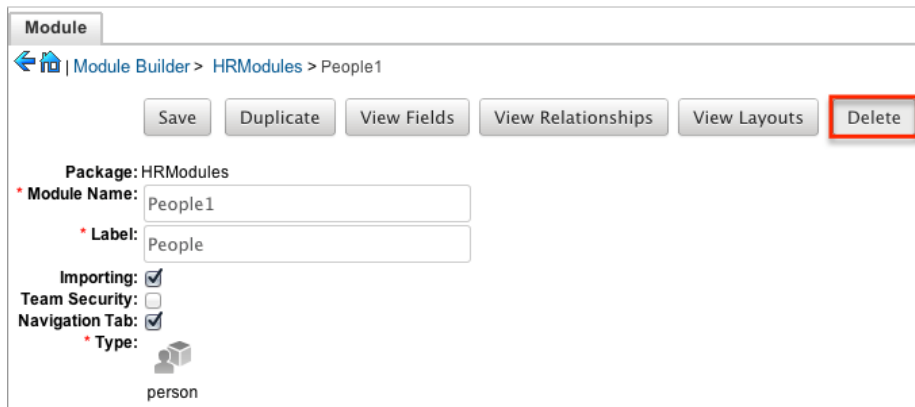 Module
| Module Builder > HRModules > People1
Save Duplicate View Fields View Relationships View Layouts Delete
Package: HRModules
* Module Name: People1
* Label: People
Importing:
Team Security:
Navigation Tab:
* Type:
person